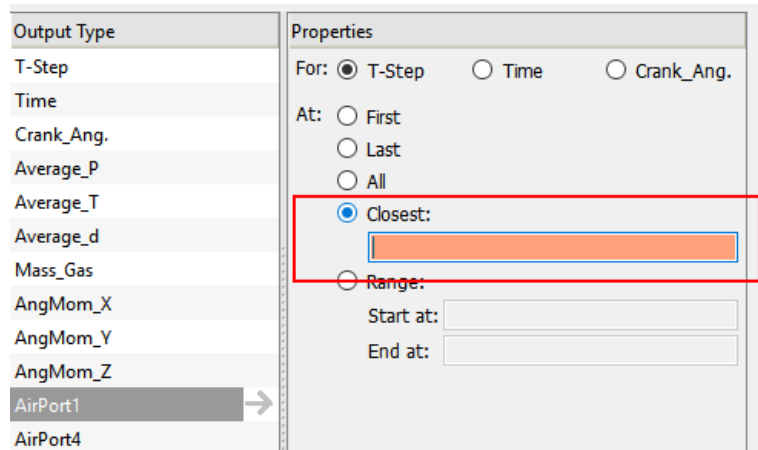 Output Type
T-Step
Time
Crank_Ang.
Average_P
Average_T
Average_d
Mass_Gas
AngMom_X
AngMom_Y
AngMom_Z
AirPort1
AirPort4
Properties
For: T-Step Time Crank_Ang.
At: First
Last
All
Closest:
Range:
Start at:
End at: